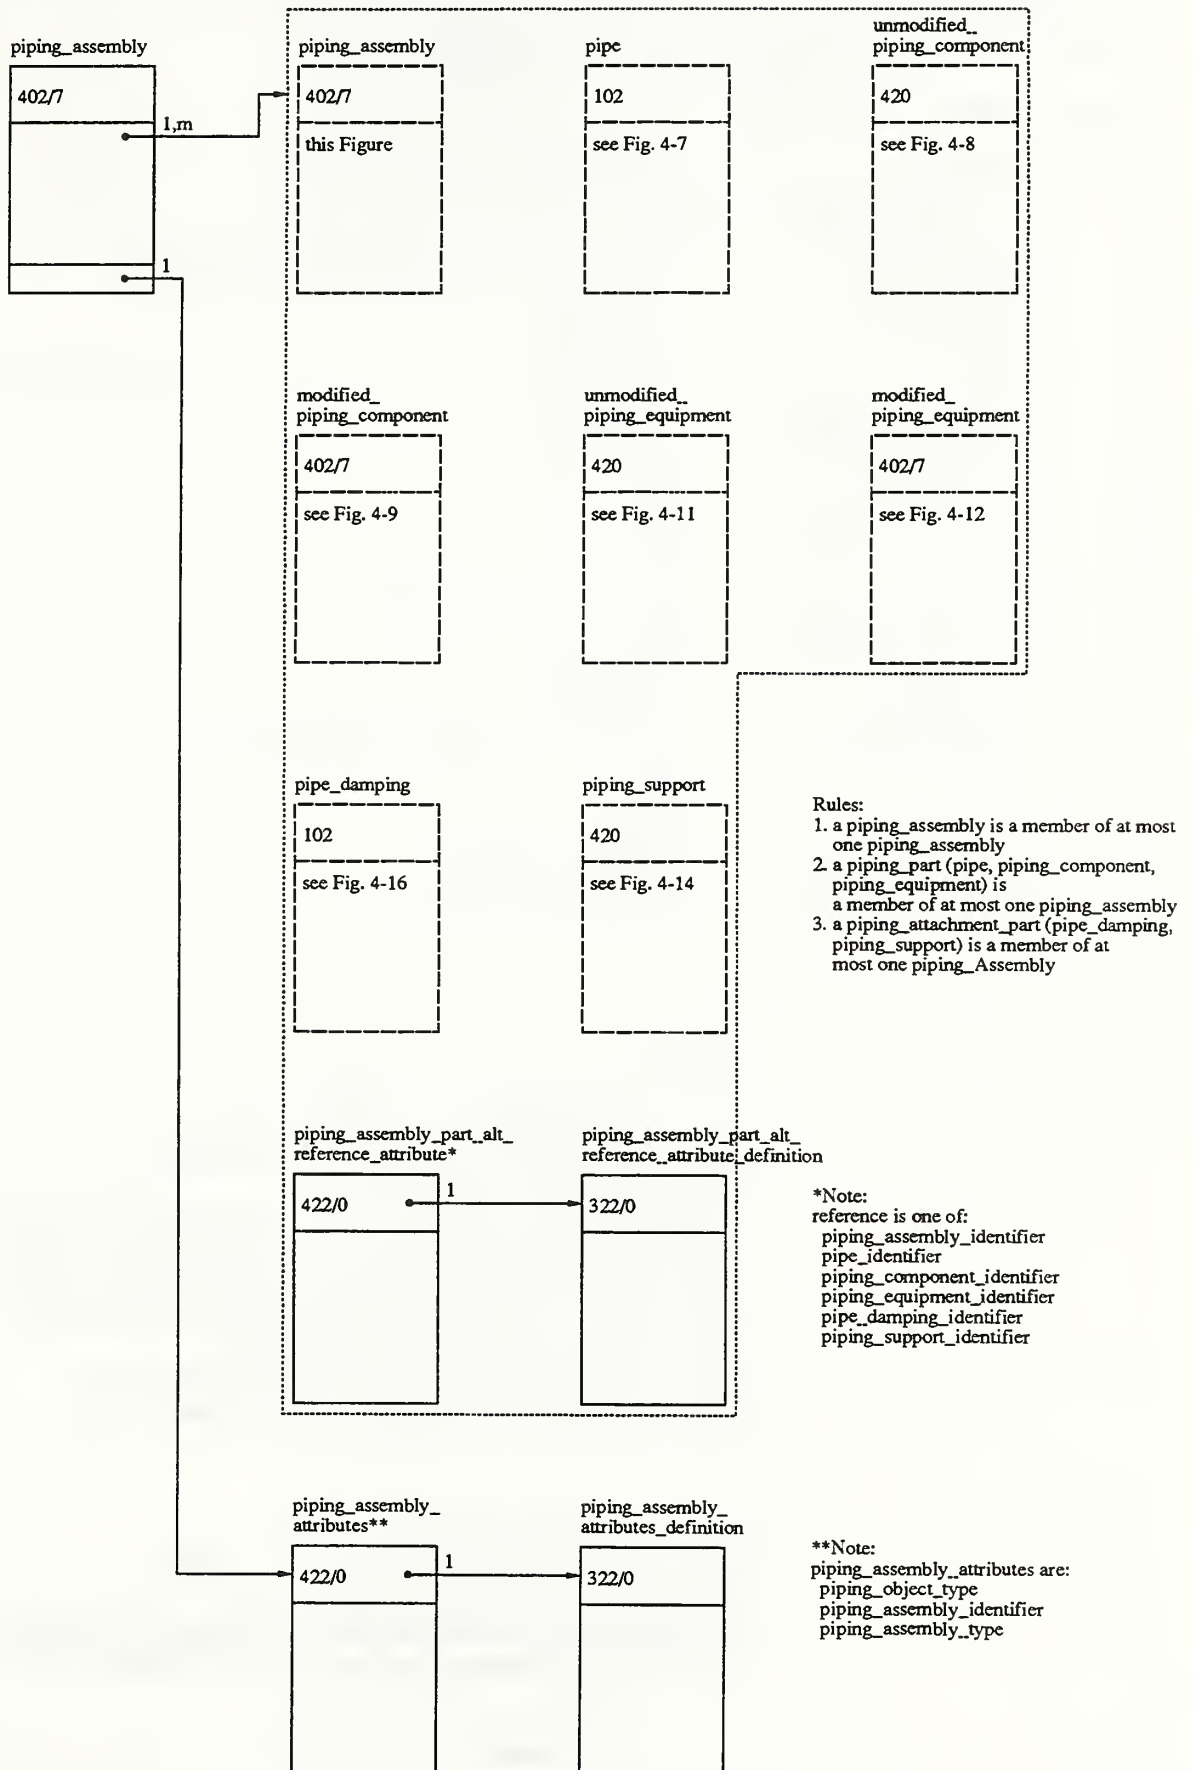 piping_assembly
402/7
1,m
1
piping_assembly
402/7
this Figure
pipe
102
see Fig. 4-7
unmodified_
piping_component
420
see Fig. 4-8
modified_
piping_component
402/7
see Fig. 4-9
unmodified_
piping_equipment
420
see Fig. 4-11
modified_
piping_equipment
402/7
see Fig. 4-12
pipe_damping
102
see Fig. 4-16
piping_support
420
see Fig. 4-14
Rules:
1. a piping_assembly is a member of at most
one piping_assembly
2. a piping_part (pipe, piping_component,
piping_equipment) is
a member of at most one piping_assembly
3. a piping_attachment_part (pipe_damping,
piping_support) is a member of at
most one piping_Assembly
piping_assembly_part_alt_
reference_attribute*
422/0
1
piping_assembly_part_alt_
reference_attribute_definition
322/0
*Note:
reference is one of:
piping_assembly_identifier
pipe_identifier
piping_component_identifier
piping_equipment_identifier
pipe_damping_identifier
piping_support_identifier
piping_assembly_
attributes**
422/0
1
piping_assembly_
attributes_definition
322/0
**Note:
piping_assembly_attributes are:
piping_object_type
piping_assembly_identifier
piping_assembly_type